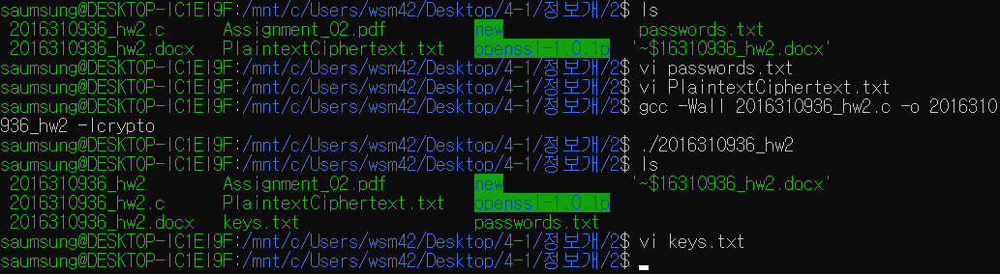 saumsung@DESKTOP-IC1EI9F:/mnt/c/Users/wsm42/Desktop/4-1/정보개/2$ ls
2016310936_hw2.c Assignment_02.pdf new passwords.txt
2016310936_hw2.docx PlaintextCiphertext.txt openssl-1.0.1p '~$16310936_hw2.docx'
saumsung@DESKTOP-IC1EI9F:/mnt/c/Users/wsm42/Desktop/4-1/정보개/2$ vi passwords.txt
saumsung@DESKTOP-IC1EI9F:/mnt/c/Users/wsm42/Desktop/4-1/정보개/2$ vi PlaintextCiphertext.txt
saumsung@DESKTOP-IC1EI9F:/mnt/c/Users/wsm42/Desktop/4-1/정보개/2$ gcc -Wall 2016310936_hw2.c -o 2016310
936_hw2 -lcrypto
saumsung@DESKTOP-IC1EI9F:/mnt/c/Users/wsm42/Desktop/4-1/정보개/2$ ./2016310936_hw2
saumsung@DESKTOP-IC1EI9F:/mnt/c/Users/wsm42/Desktop/4-1/정보개/2$ ls
2016310936_hw2 Assignment_02.pdf new '~$16310936_hw2.docx'
2016310936_hw2.c PlaintextCiphertext.txt openssl-1.0.1p
2016310936_hw2.docx keys.txt passwords.txt
saumsung@DESKTOP-IC1EI9F:/mnt/c/Users/wsm42/Desktop/4-1/정보개/2$ vi keys.txt
saumsung@DESKTOP-IC1EI9F:/mnt/c/Users/wsm42/Desktop/4-1/정보개/2$